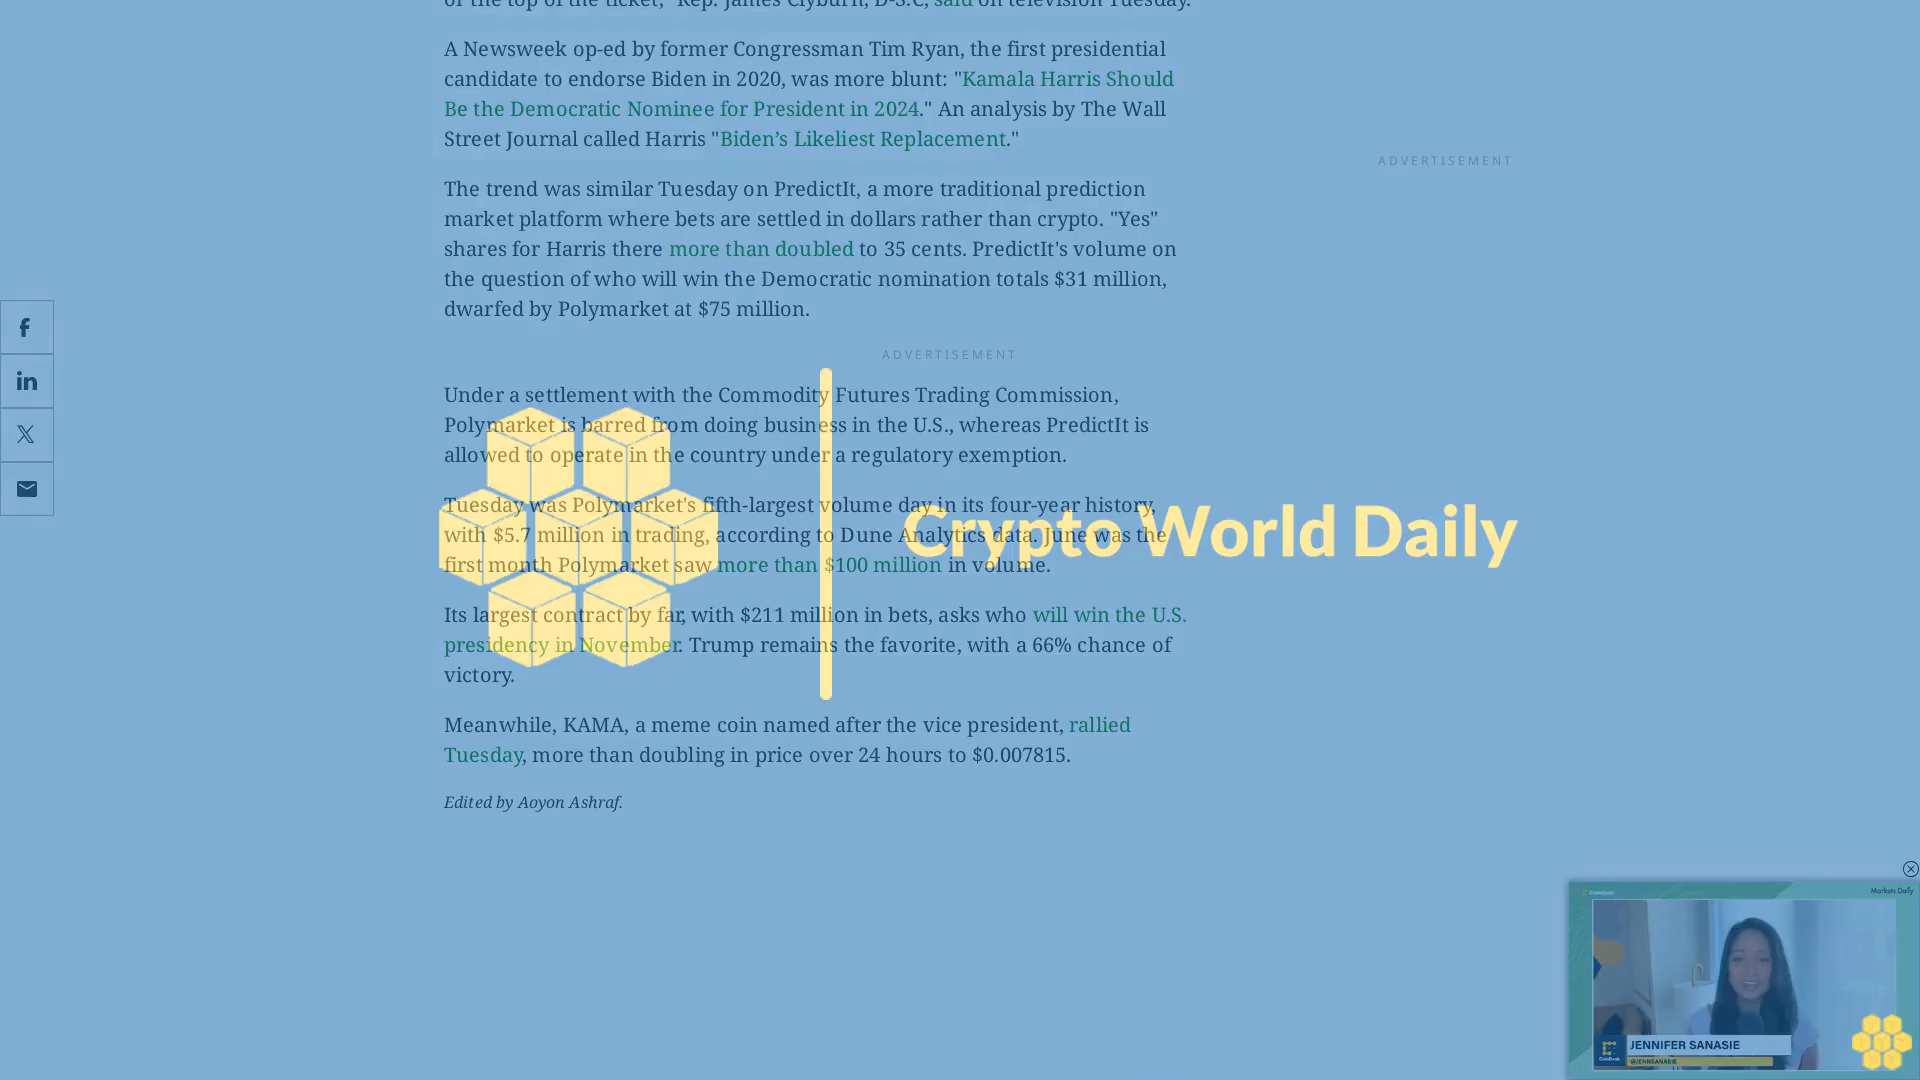 of the top of the ticket," Rep. James Clyburn, D-S.C, said on television Tuesday.
A Newsweek op-ed by former Congressman Tim Ryan, the first presidential
candidate to endorse Biden in 2020, was more blunt: "Kamala Harris Should
Be the Democratic Nominee for President in 2024." An analysis by The Wall
Street Journal called Harris "Biden’s Likeliest Replacement."
ADVERTISEMENT
The trend was similar Tuesday on PredictIt, a more traditional prediction
market platform where bets are settled in dollars rather than crypto. "Yes"
shares for Harris there more than doubled to 35 cents. PredictIt's volume on
the question of who will win the Democratic nomination totals $31 million,
dwarfed by Polymarket at $75 million.
ADVERTISEMENT
Under a settlement with the Commodity Futures Trading Commission,
Polymarket is barred from doing business in the U.S., whereas PredictIt is
allowed to operate in the country under a regulatory exemption.
Tuesday was Polymarket's fifth-largest volume day in its four-year history,
with $5.7 million in trading, according to Dune Analytics data. June was the
first month Polymarket saw more than $100 million in volume.
Crypto World Daily
Its largest contract by far, with $211 million in bets, asks who will win the U.S.
presidency in November. Trump remains the favorite, with a 66% chance of
victory.
Meanwhile, KAMA, a meme coin named after the vice president, rallied
Tuesday, more than doubling in price over 24 hours to $0.007815.
Edited by Aoyon Ashraf.
CoinDesk
Markets Daily
JENNIFER SANASIE
@JENNSANASIE
CoinDesk